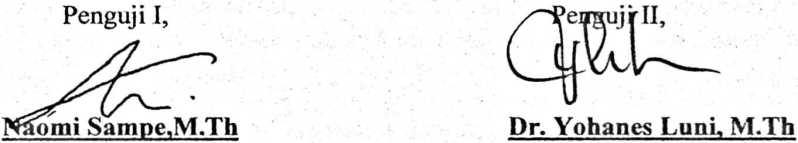 Penguji I,
Penguji II,
Naomi Sampe,M.Th
Dr. Yohanes Luni, M.Th